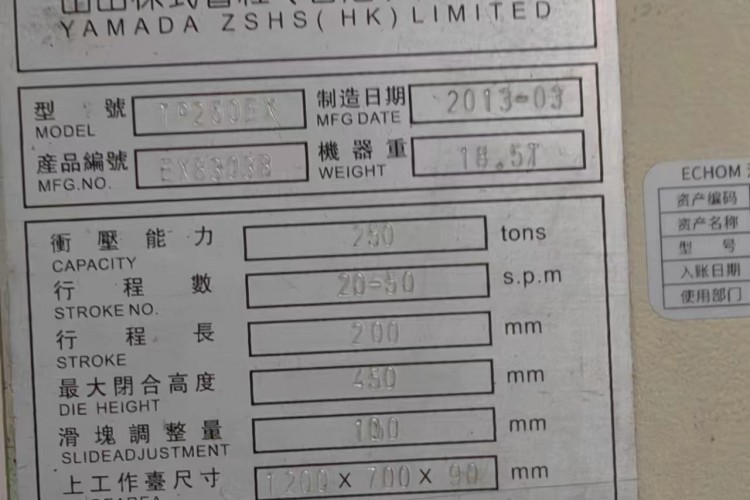 YAMADA ZSHS(HK)LIMITED
型 號 制造日期 2013-03
MODEL MFG DATE
產品編號 機器重 18.5T
MFG.NO. WEIGHT
衝壓能力 250 tons
CAPACITY
行程數 20-50 s.p.m
STROKE NO.
行程長 200 mm
STROKE
最大閉合高度 450 mm
DIE HEIGHT
滑塊調整量 100 mm
SLIDEADJUSTMENT
上工作臺尺寸 1200 x 700 x 90 mm
ECHOM
资产编码
资产名称
型 号
入账日期
使用部门